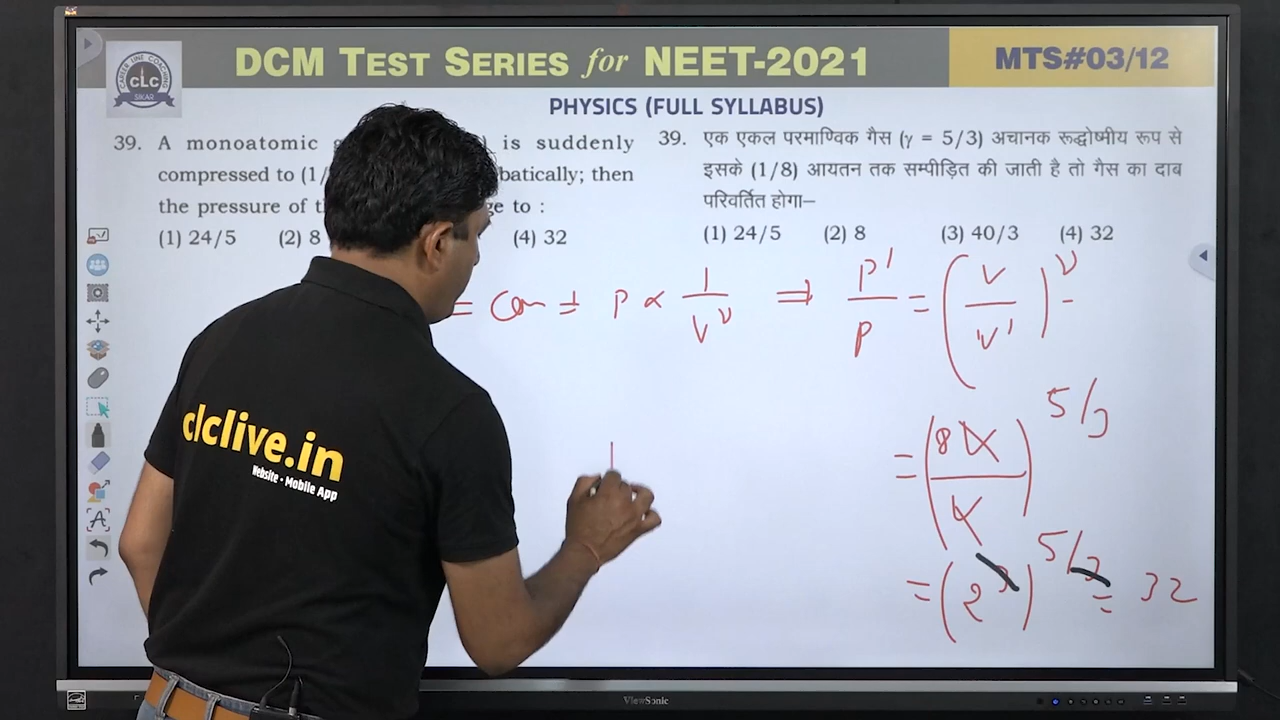 DCM TEST SERIES for NEET-2021
MTS#03/12
CAREER LINE COACHING
CLC
SIKAR
PHYSICS (FULL SYLLABUS)
39. A monoatomic is suddenly
compressed to (1/ batically; then
the pressure of ge to :
(1) 24/5 (2) 8 (4) 32
39. एक एकल परमाण्विक गैस (γ = 5/3) अचानक रूद्धोष्मीय रूप से
इसके (1/8) आयतन तक सम्पीड़ित की जाती है तो गैस का दाब
परिवर्तित होगा–
(1) 24/5 (2) 8 (3) 40/3 (4) 32
= Const P ∝ 1/V^γ ⇒ P'/P = (V/V')^γ
= (8V/V)^5/3
= (2^3)^5/3 = 32
clclive.in
Website • Mobile App
ViewSonic